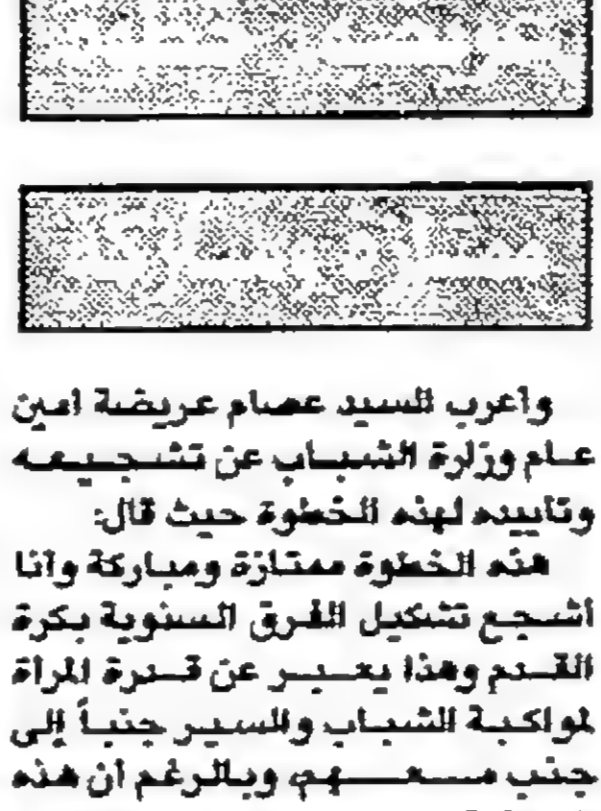 واعرب السيد عصام عريضة امين
عام وزارة الشباب عن تشجيعه
وتاييده لهذه الخطوة حيث قال:
هذه الخطوة ممتازة ومباركة وانا
اشجع تشكيل الفرق السنوية بكرة
القدم وهذا يعبر عن قدرة المراة
لمواكبة الشباب والسير جنباً إلى
جنب معهم وبالرغم ان هذه